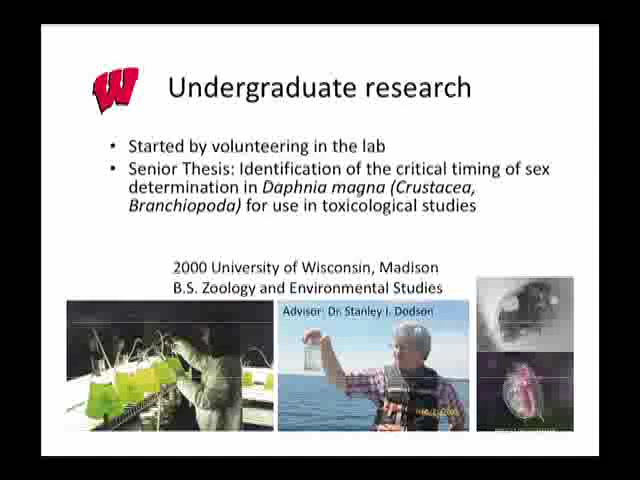 W
Undergraduate research
• Started by volunteering in the lab
• Senior Thesis: Identification of the critical timing of sex
determination in Daphnia magna (Crustacea,
Branchiopoda) for use in toxicological studies
2000 University of Wisconsin, Madison
B.S. Zoology and Environmental Studies
Advisor: Dr. Stanley I. Dodson